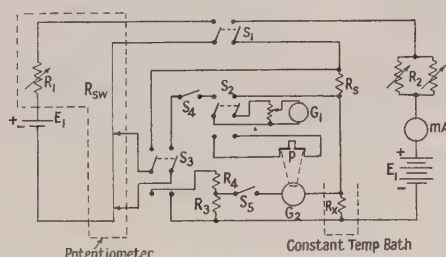 S1
R1
RSW
E1
+
-
S4
S2
G1
RS
R2
mA
E1
+
-
S3
P
R4
R3
S5
G2
RX
Potentiometer
Constant Temp Bath